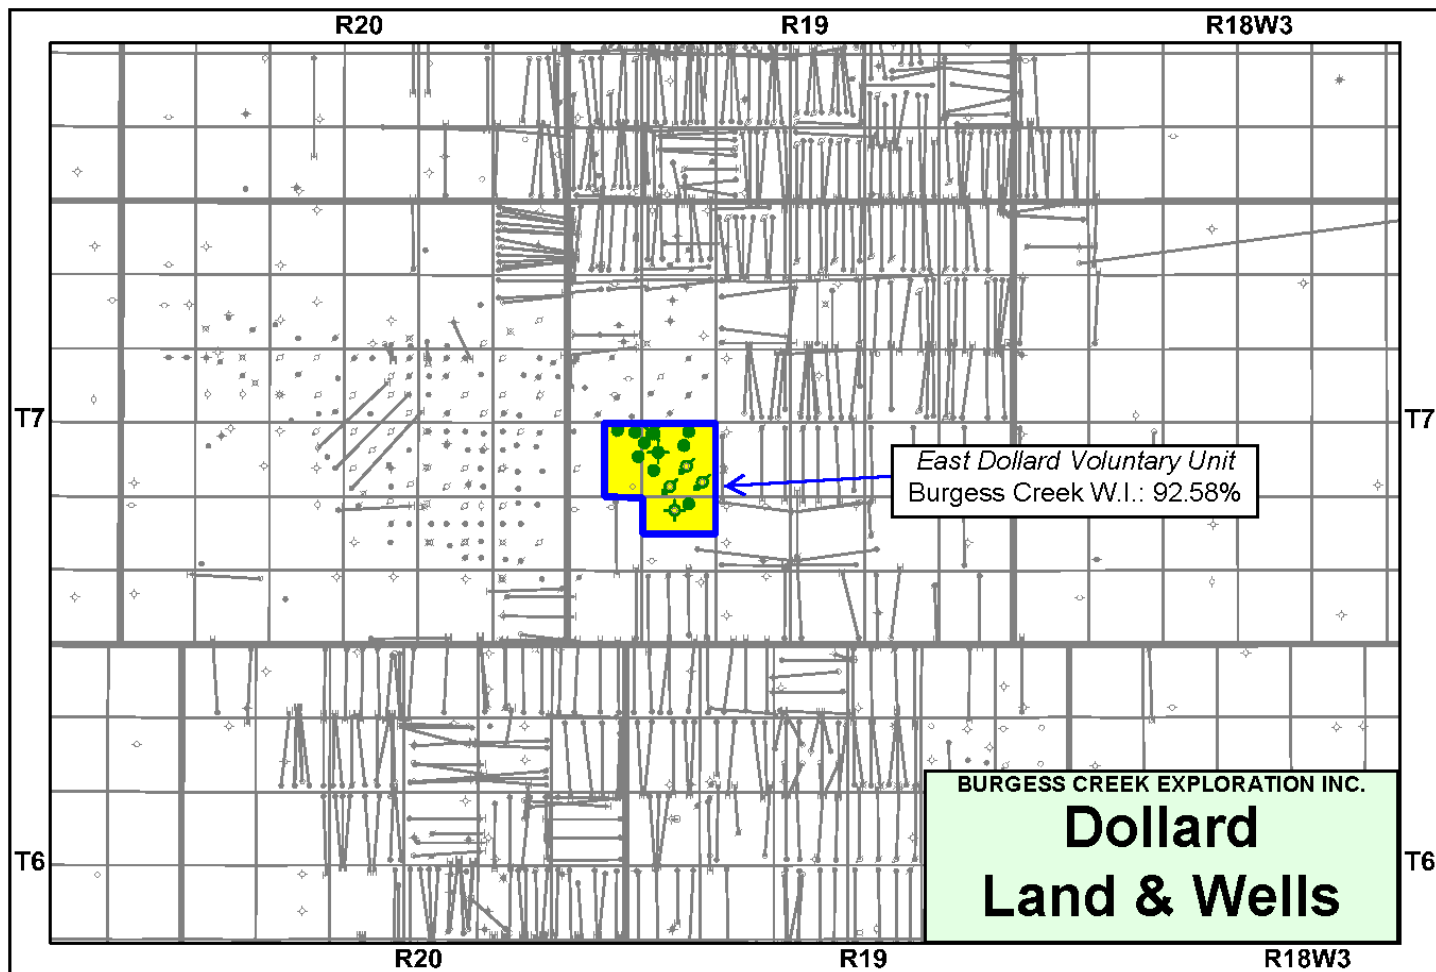 R20 R19 R18W3
T7 T7
East Dollard Voluntary Unit
Burgess Creek W.I.: 92.58%
BURGESS CREEK EXPLORATION INC.
Dollard
Land & Wells
T6 T6
R20 R19 R18W3